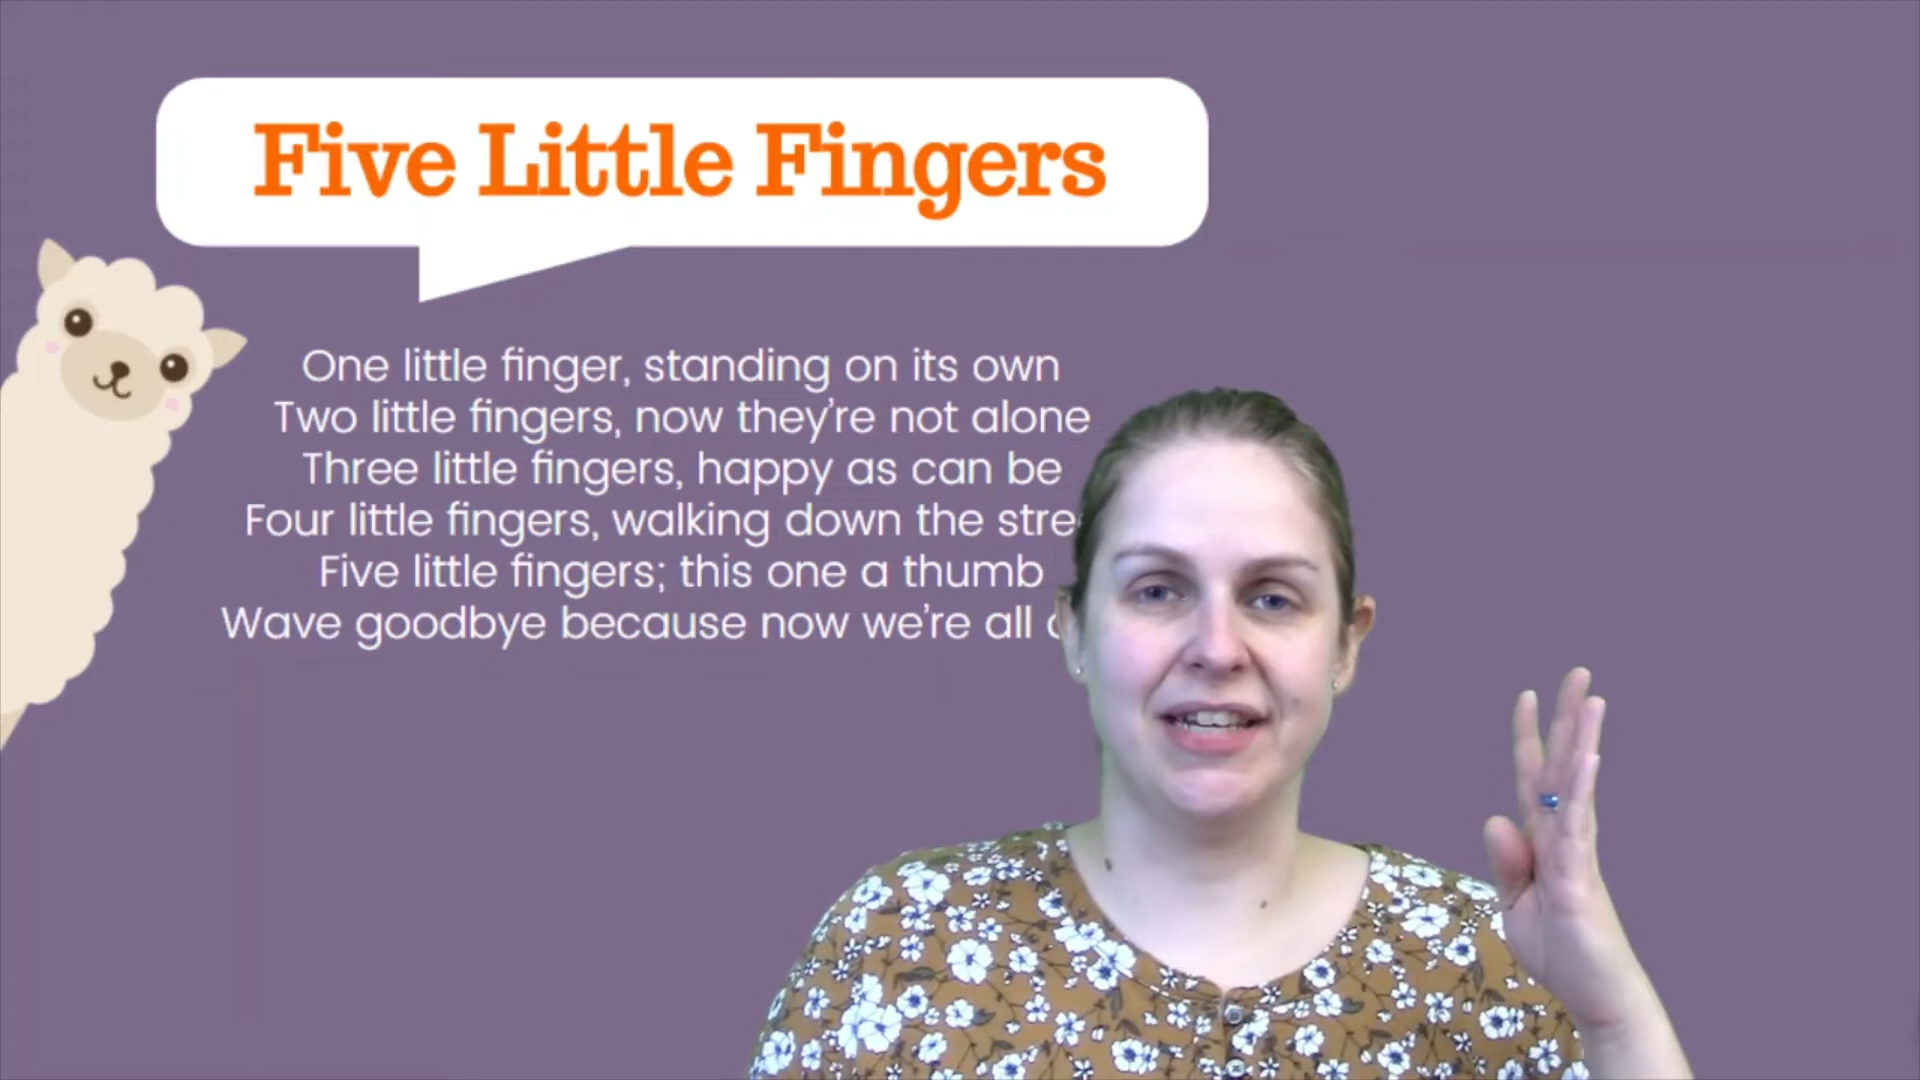 Five Little Fingers
One little finger, standing on its own
Two little fingers, now they're not alone
Three little fingers, happy as can be
Four little fingers, walking down the
Five little fingers; this one a thumb
Wave goodbye because now we're all